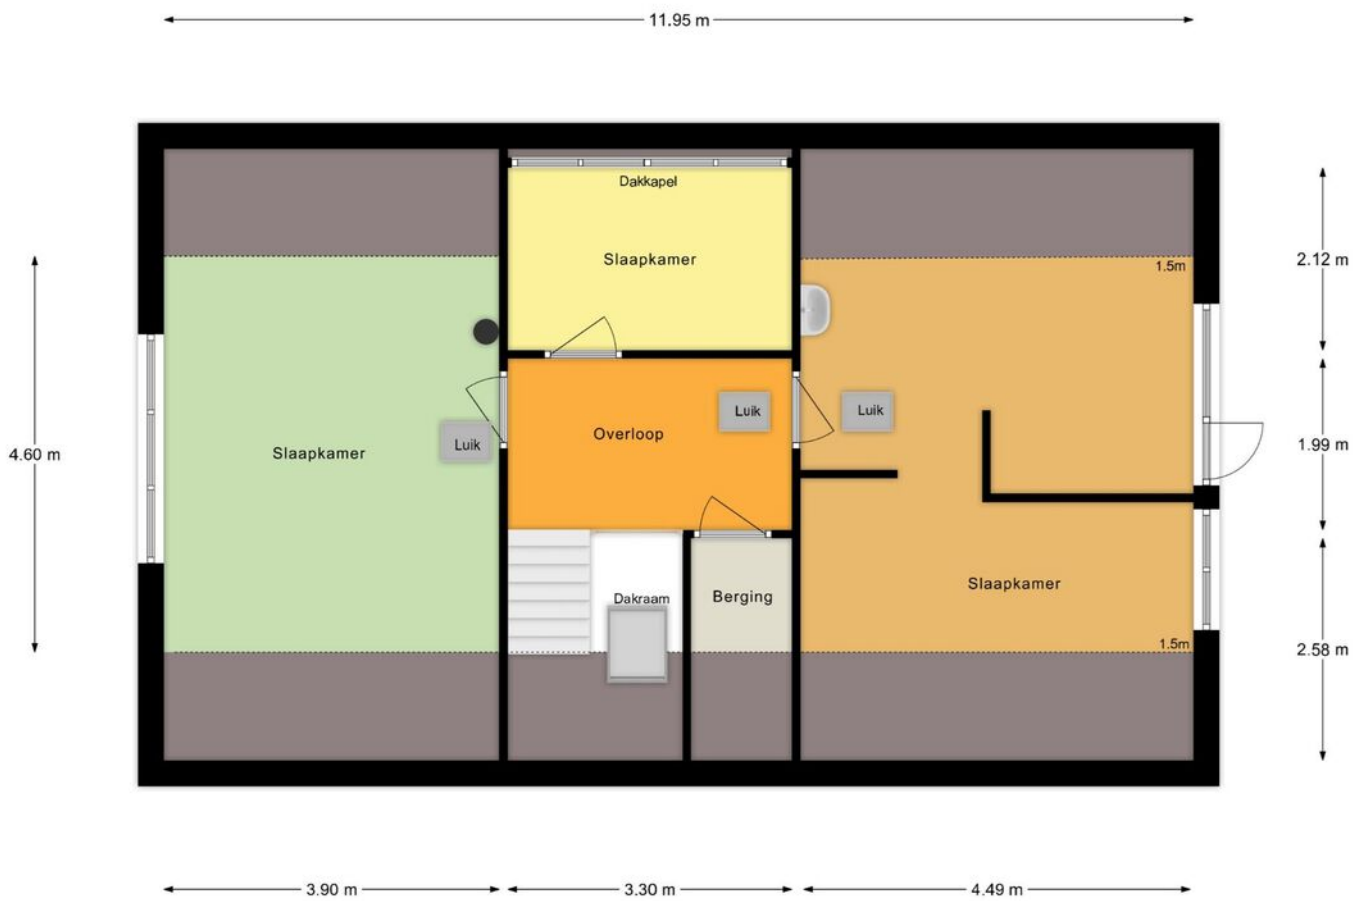 11.95 m
Dakkapel
Slaapkamer
1.5m
2.12 m
Luik
Luik
Luik
Overloop
Slaapkamer
4.60 m
1.99 m
Slaapkamer
Dakraam
Berging
1.5m
2.58 m
3.90 m
3.30 m
4.49 m